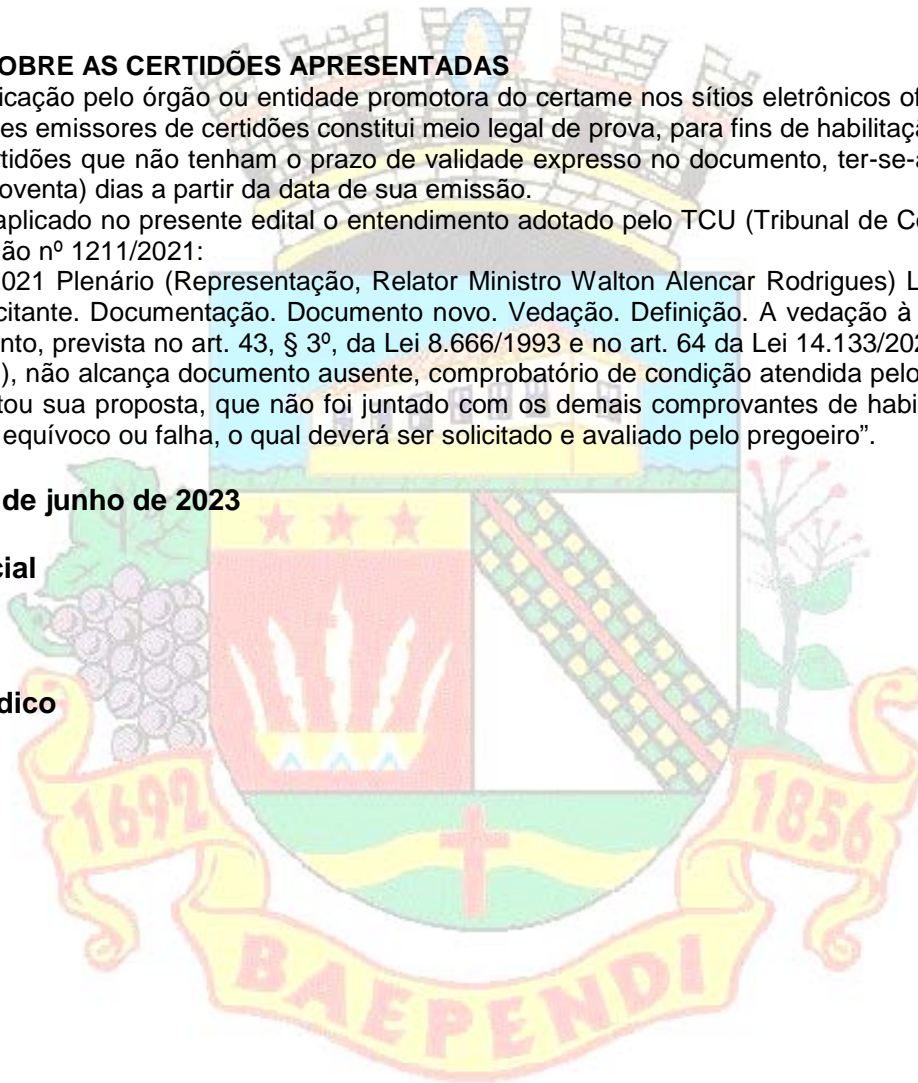 OBRE AS CERTIDÕES APRESENTADAS
icação pelo órgão ou entidade promotora do certame nos sítios eletrônicos of
es emissores de certidões constitui meio legal de prova, para fins de habilitaç
rtidões que não tenham o prazo de validade expresso no documento, ter-se-
oventa) dias a partir da data de sua emissão.
aplicado no presente edital o entendimento adotado pelo TCU (Tribunal de C
ão nº 1211/2021:
021 Plenário (Representação, Relator Ministro Walton Alencar Rodrigues) L
citante. Documentação. Documento novo. Vedação. Definição. A vedação à
nto, prevista no art. 43, § 3º, da Lei 8.666/1993 e no art. 64 da Lei 14.133/202
), não alcança documento ausente, comprobatório de condição atendida pelo
tou sua proposta, que não foi juntado com os demais comprovantes de habi
equívoco ou falha, o qual deverá ser solicitado e avaliado pelo pregoeiro”.
de junho de 2023
cial
dico
1692
1856
BAEPENDI